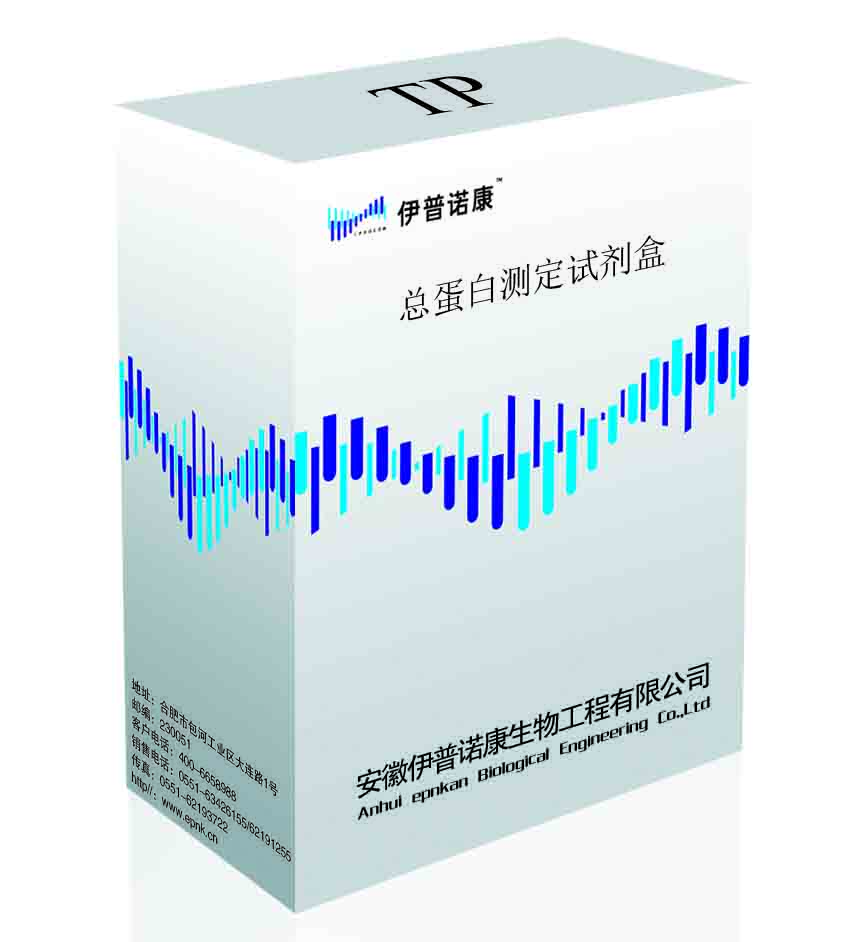 TP
伊普诺康™
总蛋白测定试剂盒
安徽伊普诺康生物工程有限公司
Anhui epnkan Biological Engineering Co.,Ltd
地址：合肥市包河工业区大连路1号
邮编：230051
客户电话：400-6658988
销售电话：0551-63426155/62191255
传真：0551-62193722
http//：www.epnk.cn